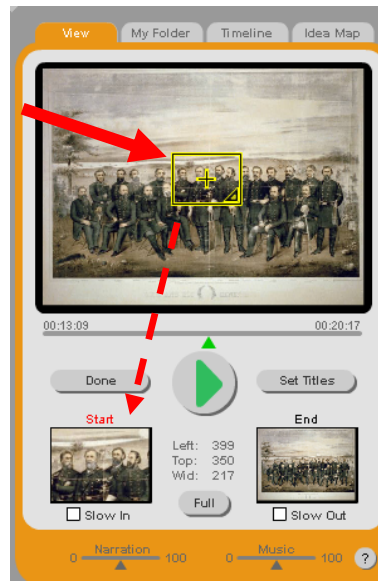 View My Folder Timeline Idea Map
00:13:09 00:20:17
Done Set Titles
Start End
Left: 399
Top: 350
Wid: 217
Full
Slow In Slow Out
Narration Music
0 100 0 100 ?